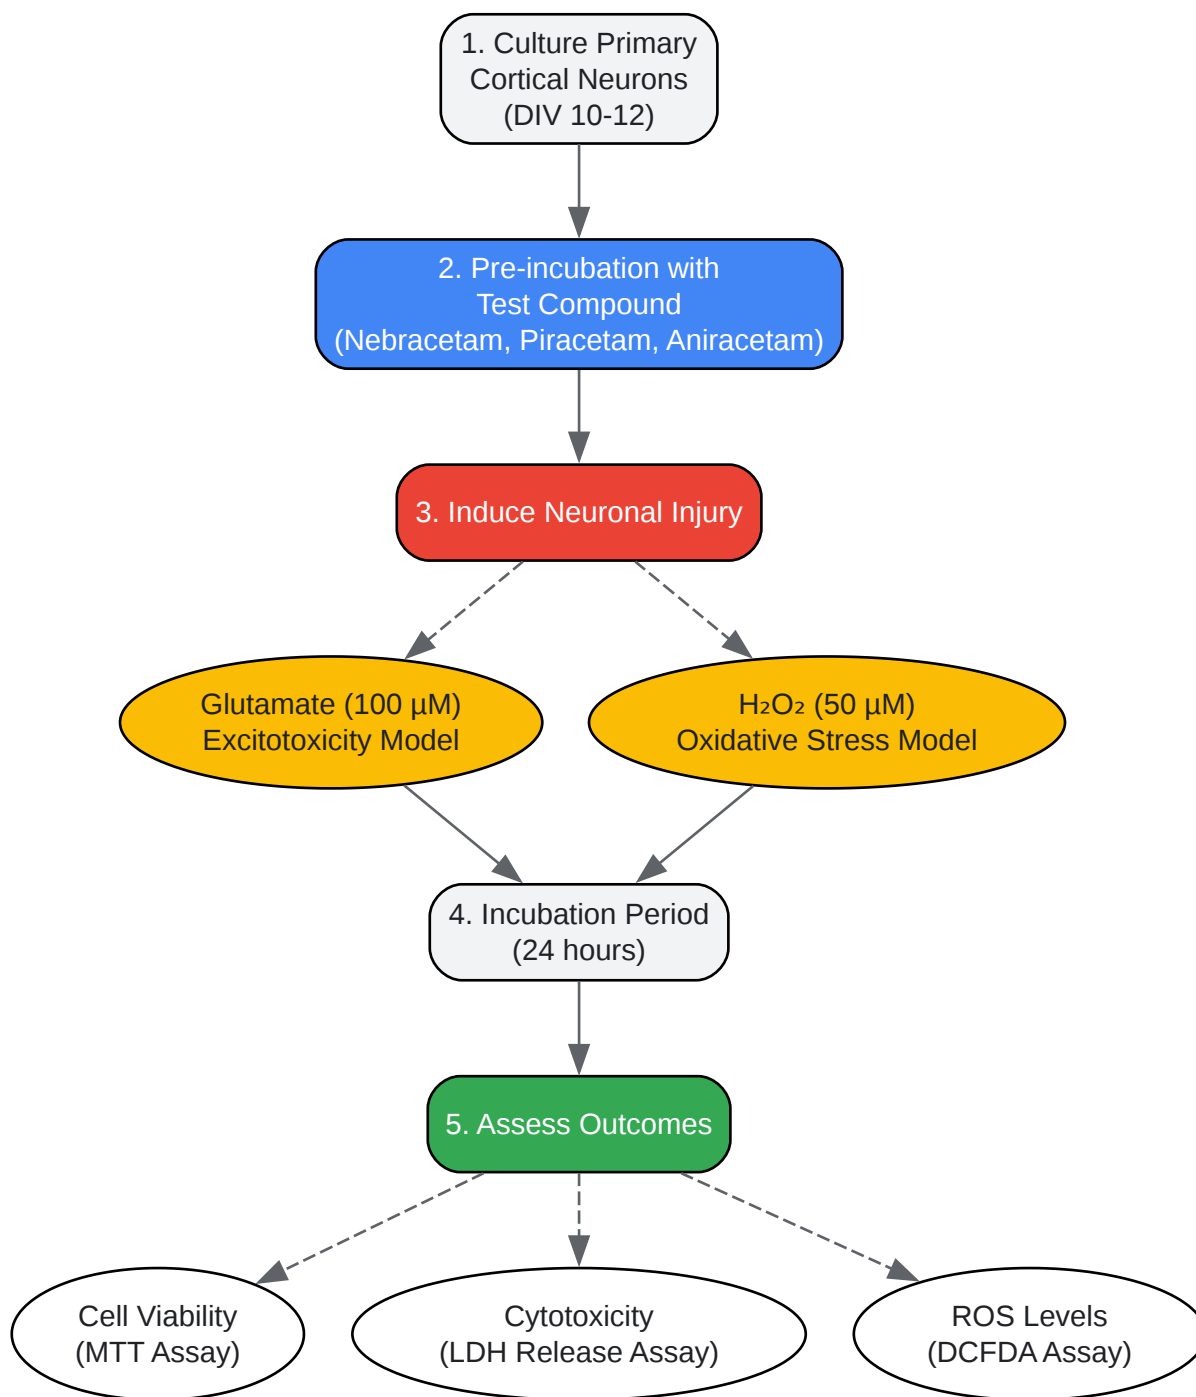 1. Culture Primary
Cortical Neurons
(DIV 10-12)
2. Pre-incubation with
Test Compound
(Nebracetam, Piracetam, Aniracetam)
3. Induce Neuronal Injury
Glutamate (100 µM)
Excitotoxicity Model
H₂O₂ (50 µM)
Oxidative Stress Model
4. Incubation Period
(24 hours)
5. Assess Outcomes
Cell Viability
(MTT Assay)
Cytotoxicity
(LDH Release Assay)
ROS Levels
(DCFDA Assay)